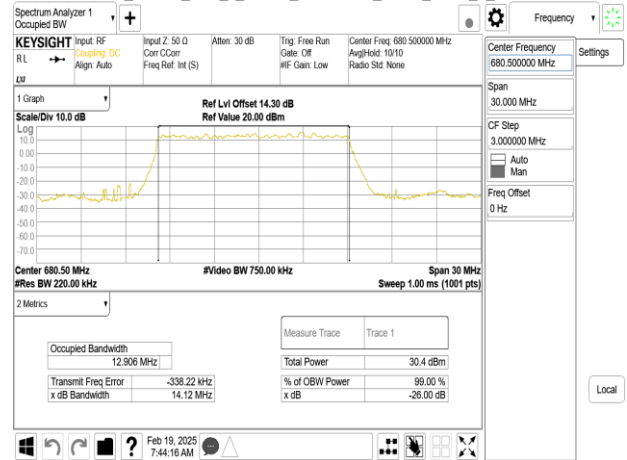 Spectrum Analyzer 1
Occupied BW
Frequency
KEYSIGHT
RL
LXI
Input: RF
Coupling: DC
Align: Auto
Input Z: 50 Ω
Corr CCorr
Freq Ref: Int (S)
Atten: 30 dB
Trig: Free Run
Gate: Off
#IF Gain: Low
Center Freq: 680.500000 MHz
Avg|Hold: 10/10
Radio Std: None
Center Frequency
680.500000 MHz
Settings
Span
30.000 MHz
CF Step
3.000000 MHz
Auto
Man
Freq Offset
0 Hz
Local
1 Graph
Scale/Div 10.0 dB
Ref Lvl Offset 14.30 dB
Ref Value 20.00 dBm
Log
10.0
0.00
-10.0
-20.0
-30.0
-40.0
-50.0
-60.0
-70.0
Center 680.50 MHz
#Video BW 750.00 kHz
Span 30 MHz
#Res BW 220.00 kHz
Sweep 1.00 ms (1001 pts)
2 Metrics
Measure Trace Trace 1
Occupied Bandwidth
12.906 MHz
Total Power 30.4 dBm
Transmit Freq Error -338.22 kHz
% of OBW Power 99.00 %
x dB Bandwidth 14.12 MHz
x dB -26.00 dB
?
Feb 19, 2025
7:44:16 AM